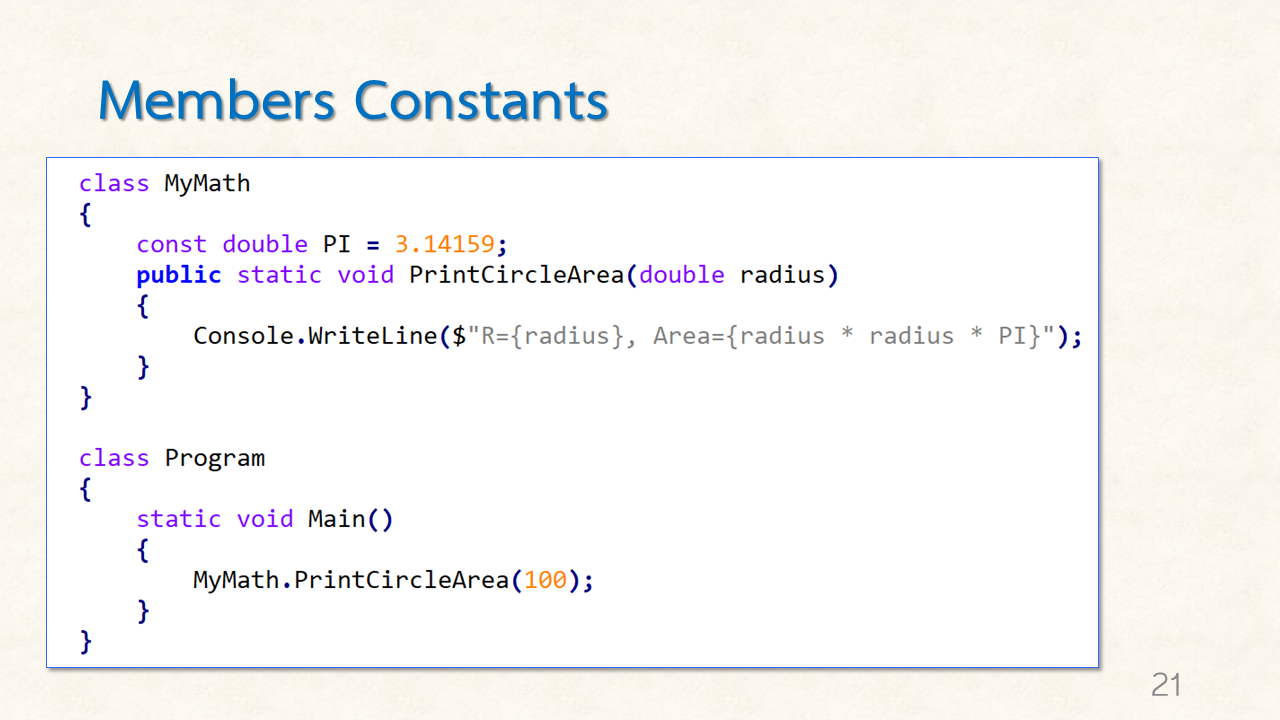 Members Constants
class MyMath
{
    const double PI = 3.14159;
    public static void PrintCircleArea(double radius)
    {
        Console.WriteLine($"R={radius}, Area={radius * radius * PI}");
    }
}
class Program
{
    static void Main()
    {
        MyMath.PrintCircleArea(100);
    }
}
21